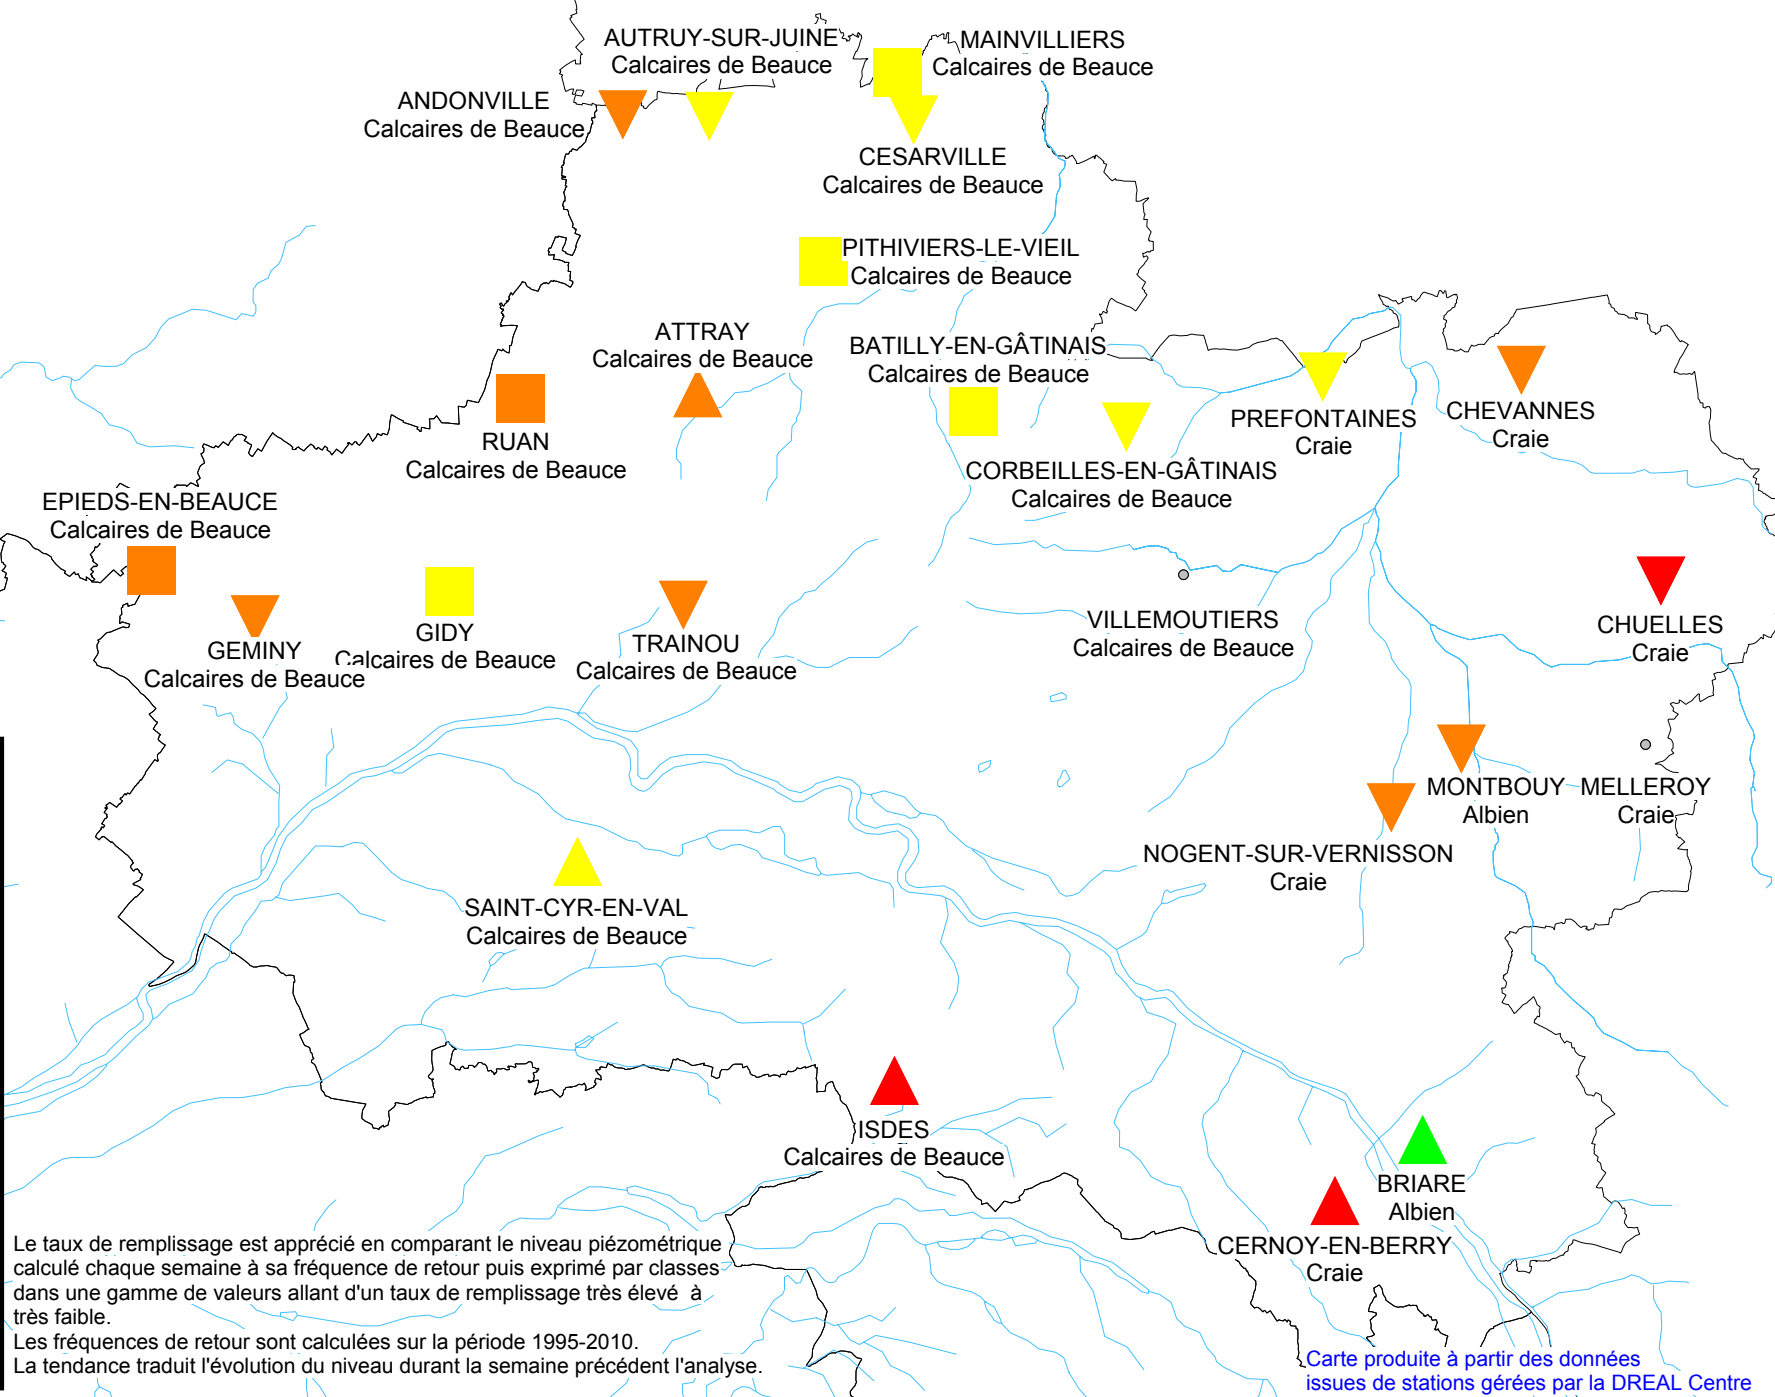 AUTRUY-SUR-JUINE
Calcaires de Beauce
MAINVILLIERS
Calcaires de Beauce
ANDONVILLE
Calcaires de Beauce
CESARVILLE
Calcaires de Beauce
PITHIVIERS-LE-VIEIL
Calcaires de Beauce
ATTRAY
Calcaires de Beauce
BATILLY-EN-GÂTINAIS
Calcaires de Beauce
RUAN
Calcaires de Beauce
PREFONTAINES
Craie
CHEVANNES
Craie
CORBEILLES-EN-GÂTINAIS
Calcaires de Beauce
EPIEDS-EN-BEAUCE
Calcaires de Beauce
GEMINY
Calcaires de Beauce
GIDY
Calcaires de Beauce
TRAINOU
Calcaires de Beauce
VILLEMOUTIERS
Calcaires de Beauce
CHUELLES
Craie
MONTBOUY
Albien
MELLEROY
Craie
NOGENT-SUR-VERNISSON
Craie
SAINT-CYR-EN-VAL
Calcaires de Beauce
ISDES
Calcaires de Beauce
BRIARE
Albien
CERNOY-EN-BERRY
Craie
Le taux de remplissage est apprécié en comparant le niveau piézométrique
calculé chaque semaine à sa fréquence de retour puis exprimé par classes
dans une gamme de valeurs allant d'un taux de remplissage très élevé à
très faible.
Les fréquences de retour sont calculées sur la période 1995-2010.
La tendance traduit l'évolution du niveau durant la semaine précédent l'analyse.
Carte produite à partir des données
issues de stations gérées par la DREAL Centre